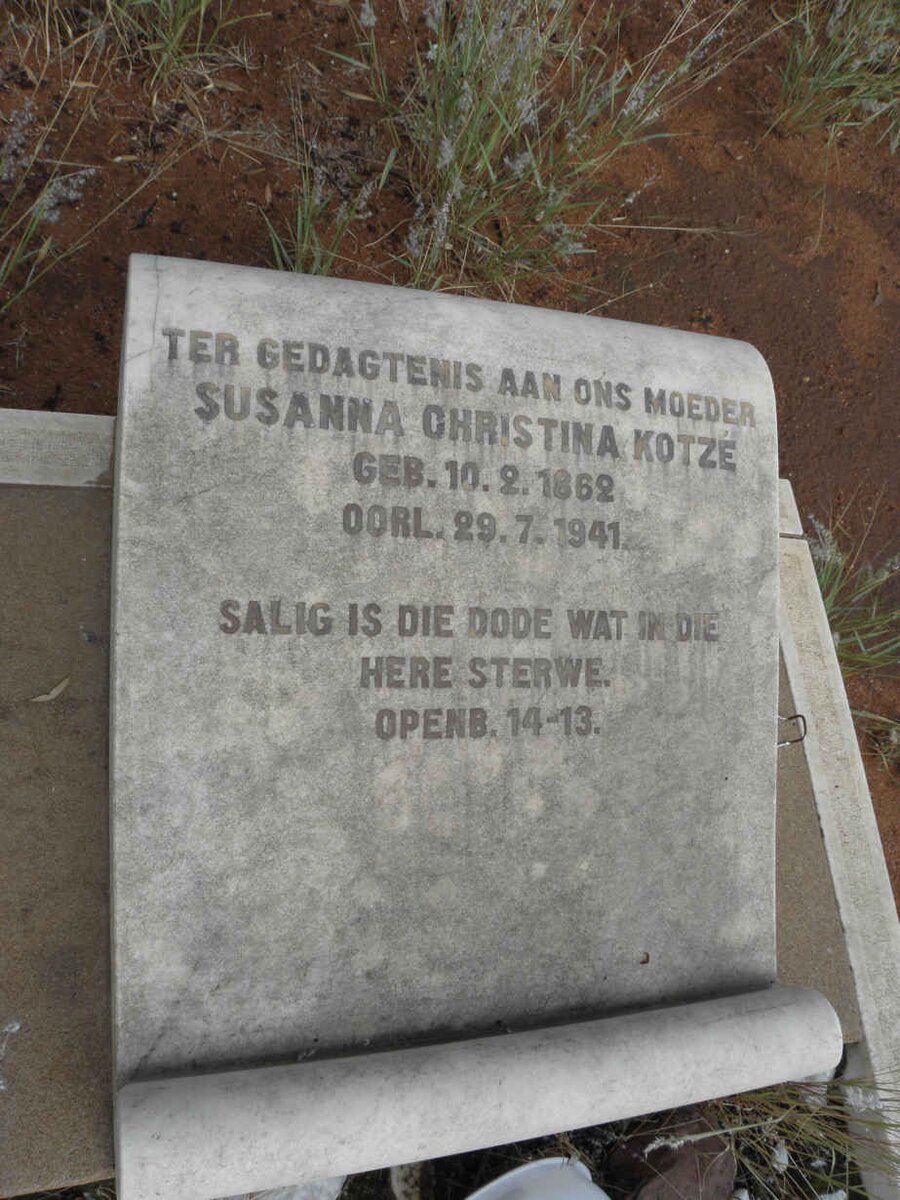 TER GEDAGTENIS AAN ONS MOEDER
SUSANNA CHRISTINA KOTZÉ
GEB. 10. 2. 1862
OORL. 29. 7. 1941.
SALIG IS DIE DODE WAT IN DIE
HERE STERWE.
OPENB. 14-13.